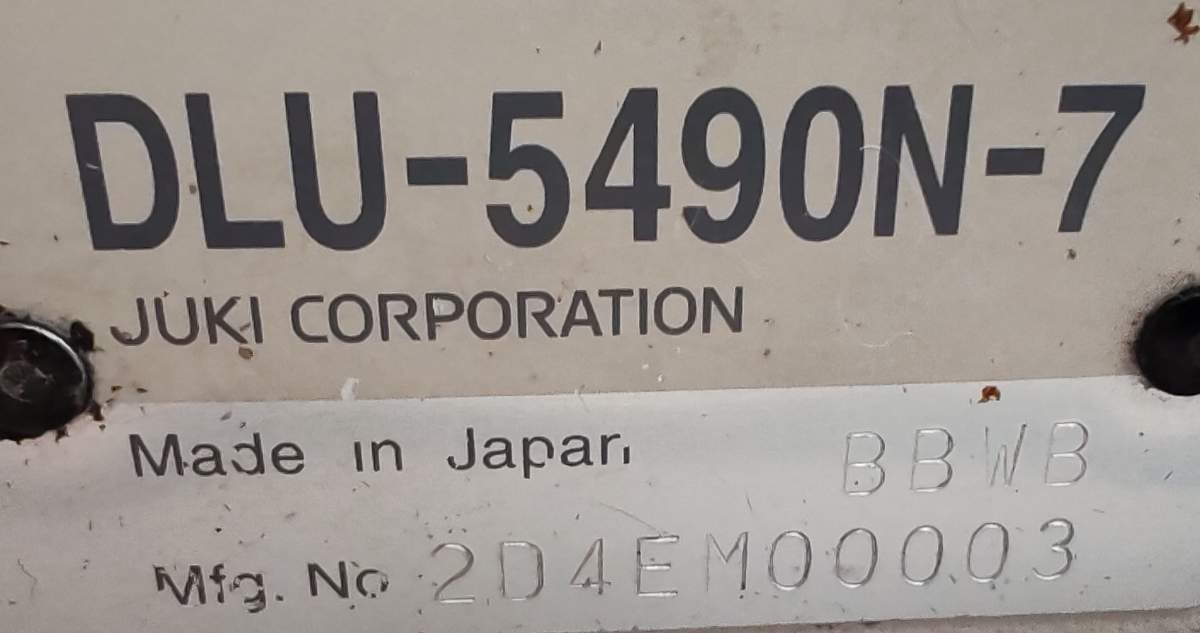 DLU-5490N-7
JUKI CORPORATION
Made in Japan
BBWB
Mfg. No 2D4EM00003